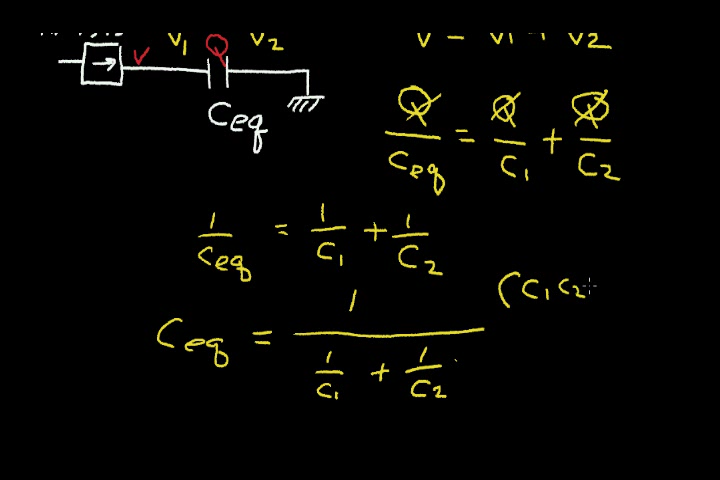 V V₁ Q V₂
Ceq
V = V₁ + V₂
Q/Ceq = Q/C₁ + Q/C₂
1/Ceq = 1/C₁ + 1/C₂
Ceq = 1/(1/C₁ + 1/C₂) (C₁C₂